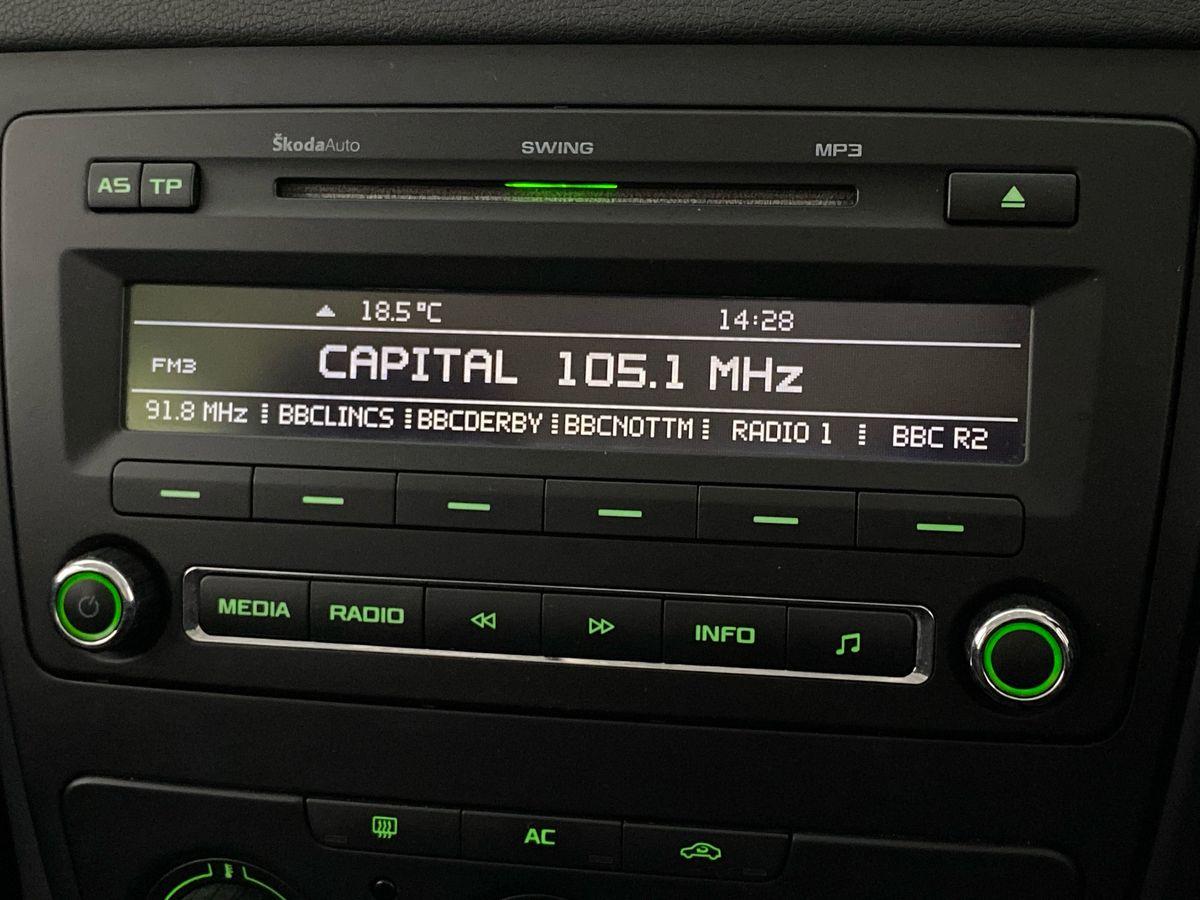 ŠkodaAuto SWING MP3
AS TP
18.5°C 14:28
FM3 CAPITAL 105.1 MHz
91.8 MHz BBCLINCS BBCDERBY BBCNOTTM RADIO 1 BBC R2
MEDIA RADIO INFO
AC